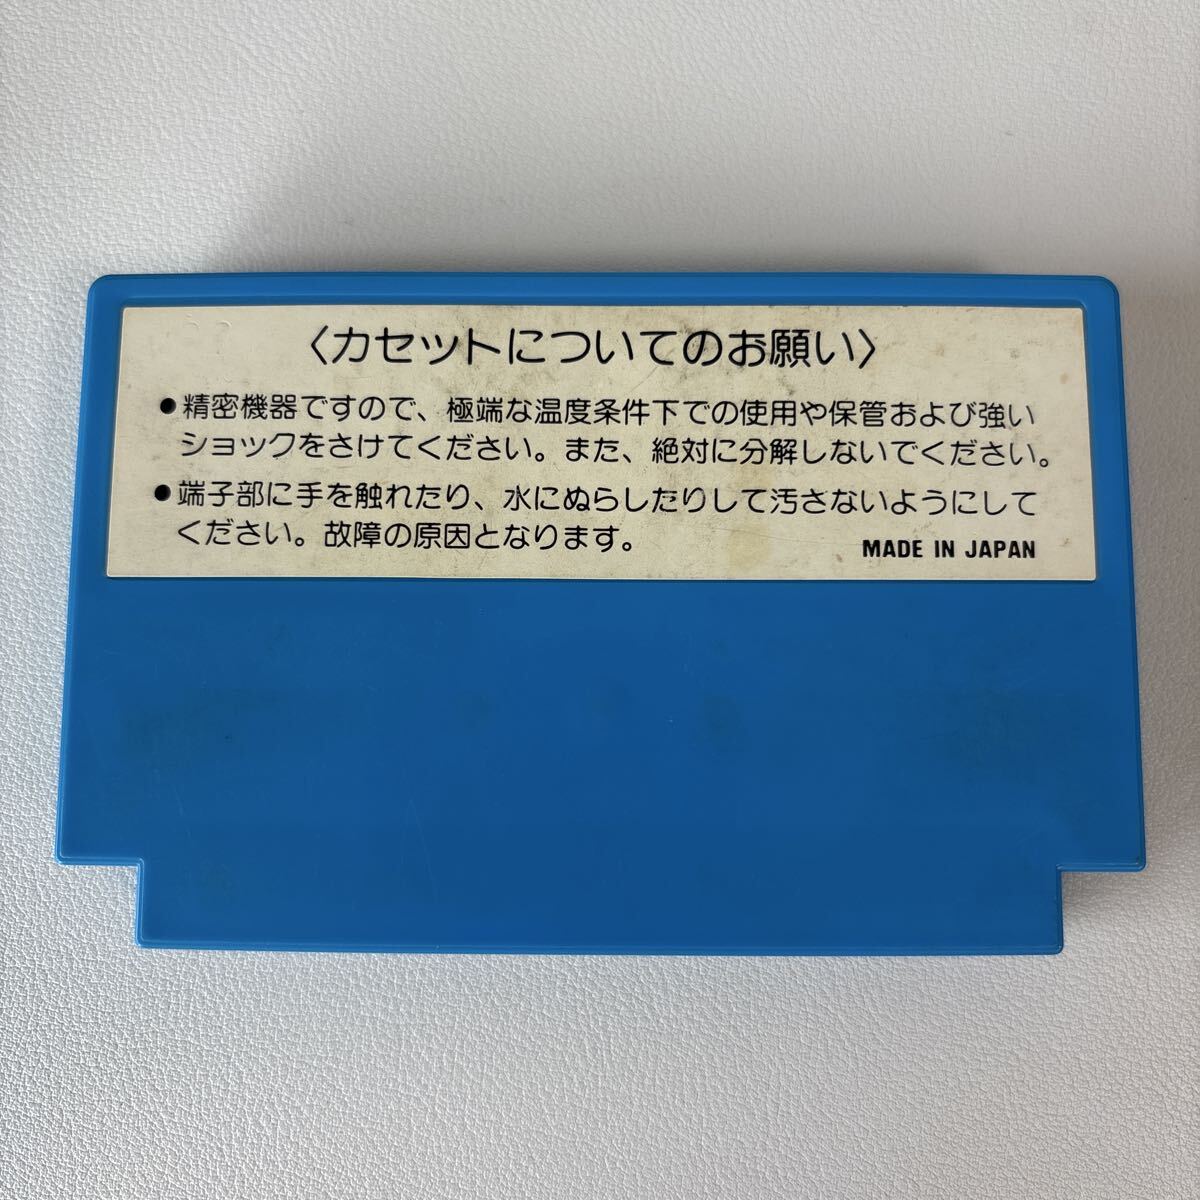 〈カセットについてのお願い〉
●精密機器ですので、極端な温度条件下での使用や保管および強い
ショックをさけてください。また、絶対に分解しないでください。
●端子部に手を触れたり、水にぬらしたりして汚さないようにして
ください。故障の原因となります。
MADE IN JAPAN